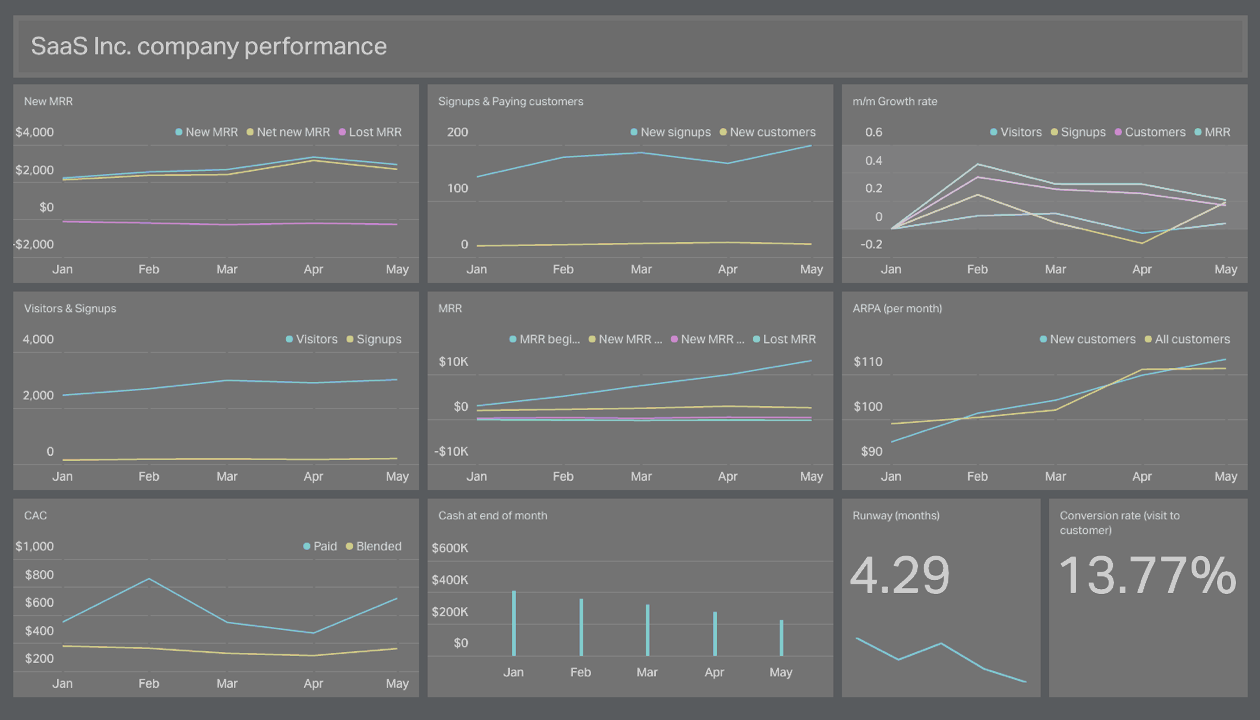 SaaS Inc. company performance
New MRR
New MRR Net new MRR Lost MRR
$4,000
$2,000
$0
-$2,000
Jan Feb Mar Apr May
Signups & Paying customers
New signups New customers
200
100
0
Jan Feb Mar Apr May
m/m Growth rate
Visitors Signups Customers MRR
0.6
0.4
0.2
0
-0.2
Jan Feb Mar Apr May
Visitors & Signups
Visitors Signups
4,000
2,000
0
Jan Feb Mar Apr May
MRR
MRR begi... New MRR ... New MRR ... Lost MRR
$10K
$0
-$10K
Jan Feb Mar Apr May
ARPA (per month)
New customers All customers
$110
$100
$90
Jan Feb Mar Apr May
CAC
Paid Blended
$1,000
$800
$600
$400
$200
Jan Feb Mar Apr May
Cash at end of month
$600K
$400K
$200K
$0
Jan Feb Mar Apr May
Runway (months)
4.29
Conversion rate (visit to
customer)
13.77%